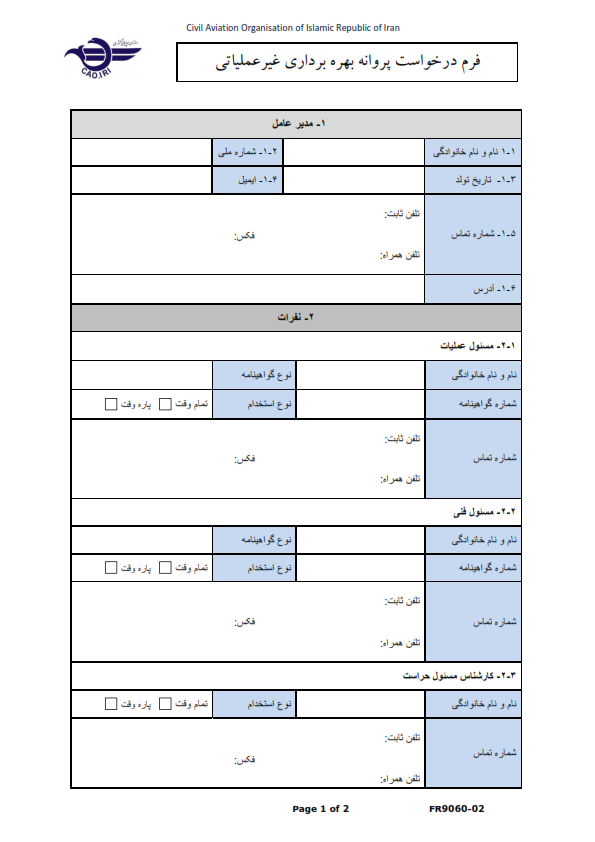 Civil Aviation Organisation of Islamic Republic of Iran
CAO.IRI
فرم درخواست پروانه بهره برداری غیرعملیاتی
۱- مدیر عامل
۱-۱ نام و نام خانوادگی
۱-۲- شماره ملی
۱-۳- تاریخ تولد
۱-۴- ایمیل
۱-۵- شماره تماس
تلفن ثابت:
فکس:
تلفن همراه:
۱-۶- آدرس
۲- نفرات
۲-۱- مسئول عملیات
نام و نام خانوادگی
نوع گواهینامه
شماره گواهینامه
نوع استخدام
تمام وقت □ پاره وقت □
شماره تماس
تلفن ثابت:
فکس:
تلفن همراه:
۲-۲- مسئول فنی
نام و نام خانوادگی
نوع گواهینامه
شماره گواهینامه
نوع استخدام
تمام وقت □ پاره وقت □
شماره تماس
تلفن ثابت:
فکس:
تلفن همراه:
۲-۳- کارشناس مسئول حراست
نام و نام خانوادگی
نوع استخدام
تمام وقت □ پاره وقت □
شماره تماس
تلفن ثابت:
فکس:
تلفن همراه:
Page 1 of 2 FR9060-02